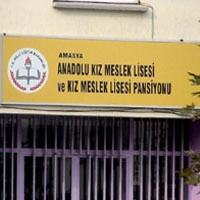 AMASYA
ANADOLU KIZ MESLEK LİSESİ
ve KIZ MESLEK LİSESİ PANSİYONU